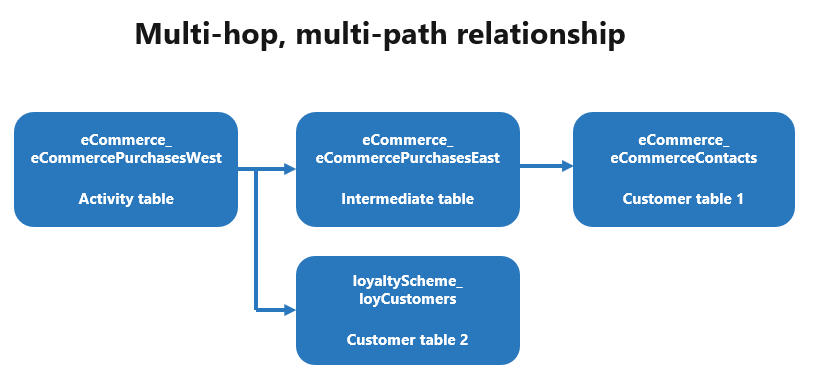 Multi-hop, multi-path relationship
eCommerce_
eCommercePurchasesWest
Activity table
eCommerce_
eCommercePurchasesEast
Intermediate table
eCommerce_
eCommerceContacts
Customer table 1
loyaltyScheme_
loyCustomers
Customer table 2